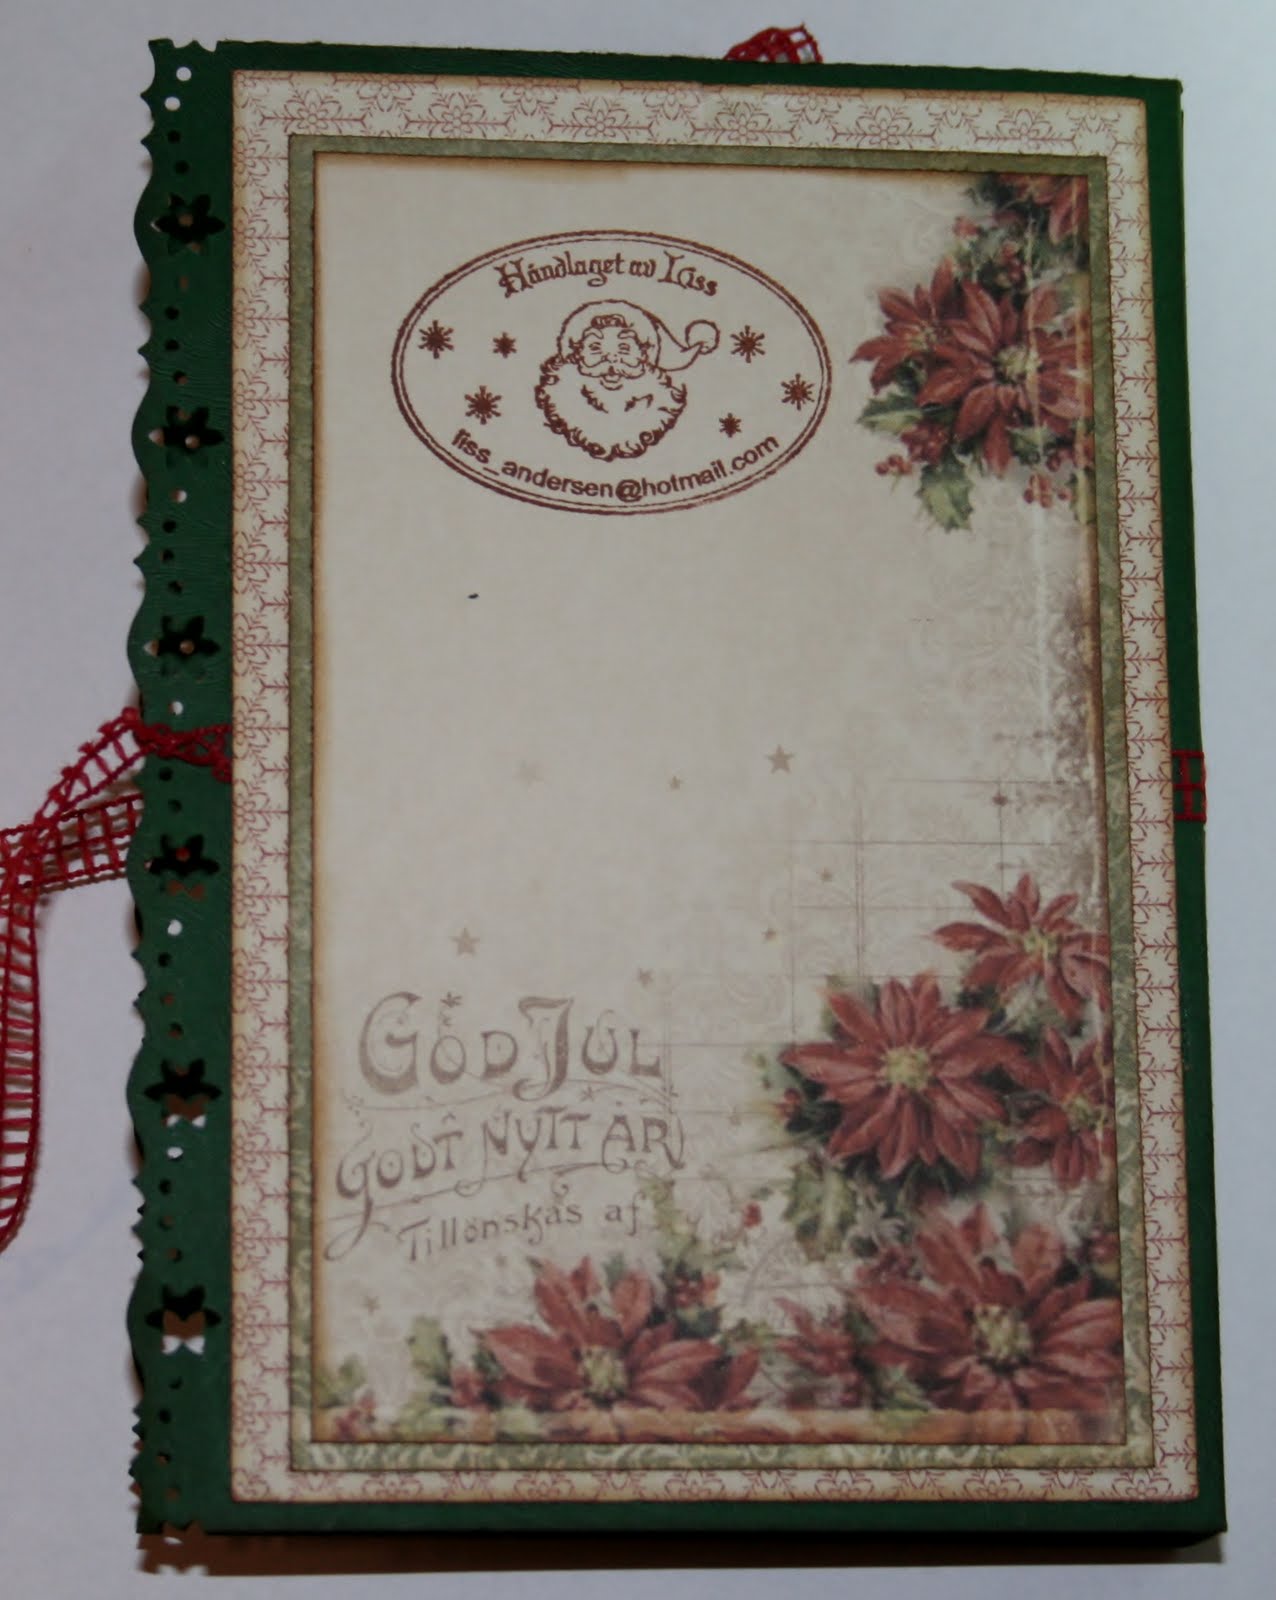 Håndlaget av Liss
liss_andersen@hotmail.com
GOD JUL
GODT NYTT ÅR
Tillönskas af